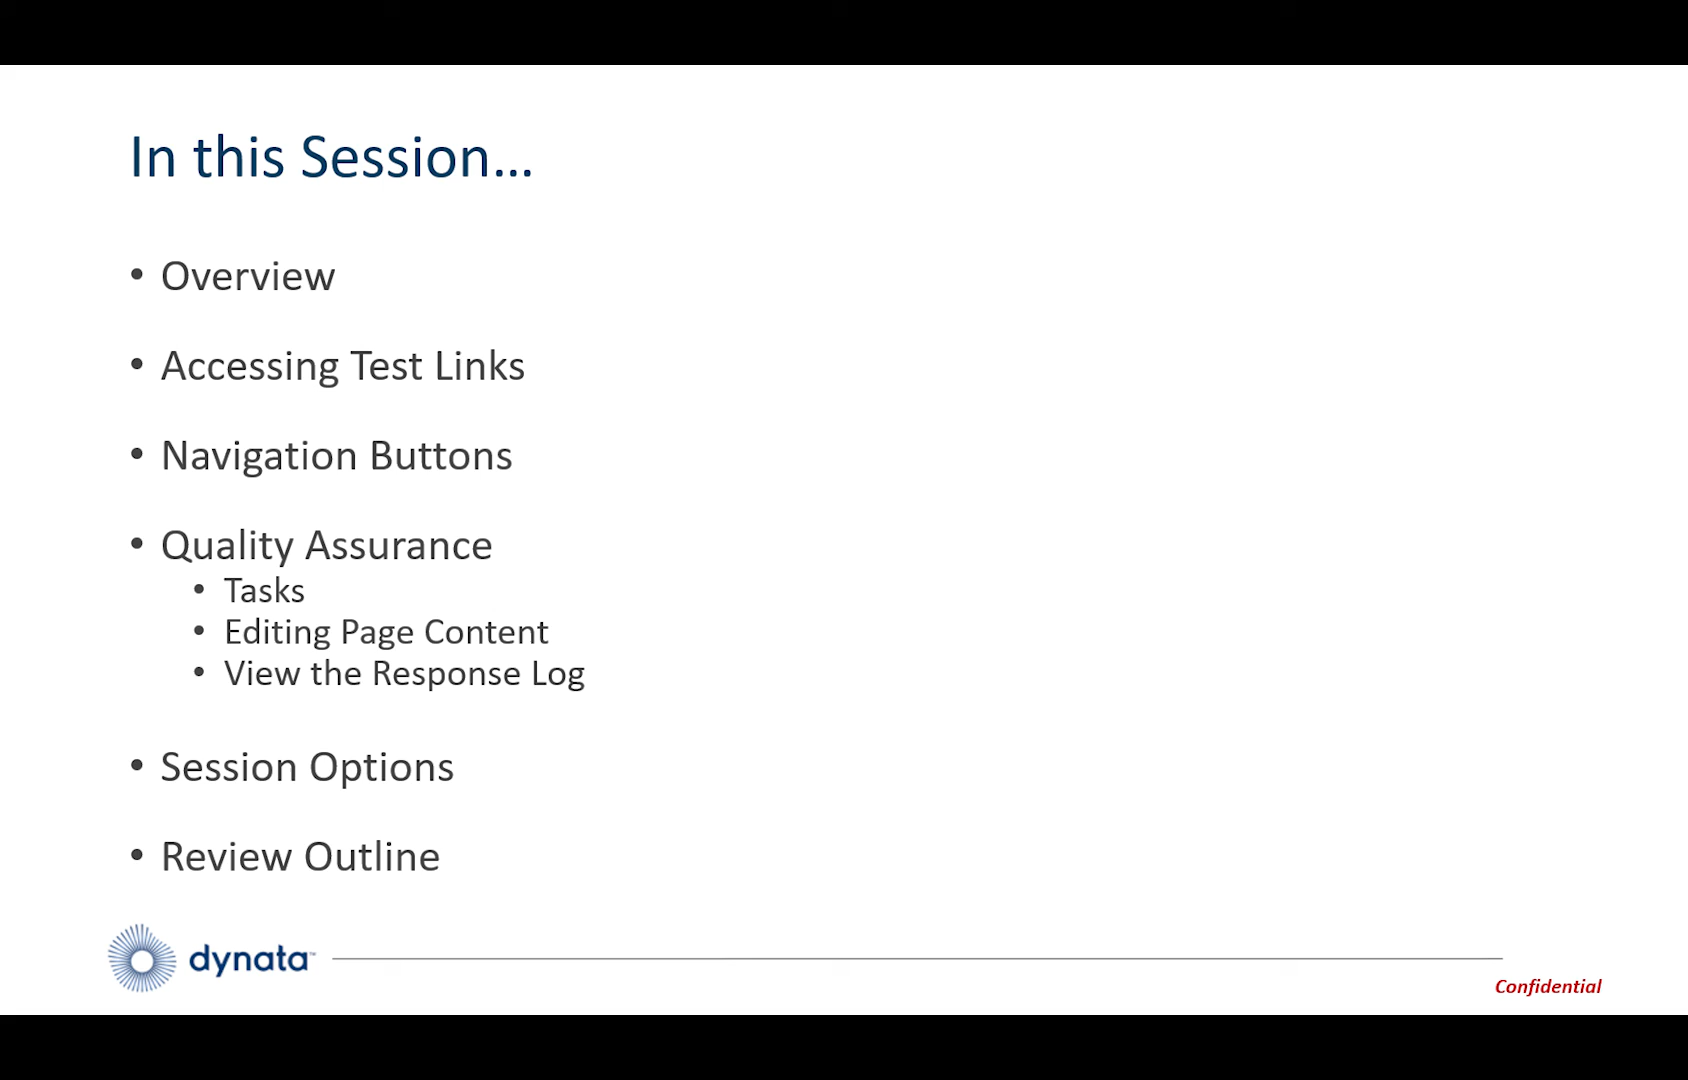 In this Session...
• Overview
• Accessing Test Links
• Navigation Buttons
• Quality Assurance
• Tasks
• Editing Page Content
• View the Response Log
• Session Options
• Review Outline
dynata™
Confidential